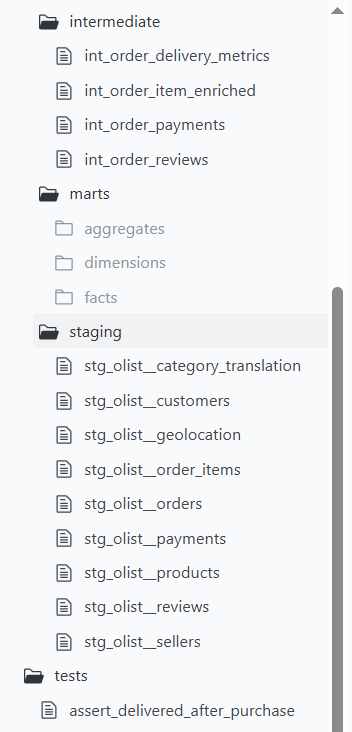 intermediate
int_order_delivery_metrics
int_order_item_enriched
int_order_payments
int_order_reviews
marts
aggregates
dimensions
facts
staging
stg_olist__category_translation
stg_olist__customers
stg_olist__geolocation
stg_olist__order_items
stg_olist__orders
stg_olist__payments
stg_olist__products
stg_olist__reviews
stg_olist__sellers
tests
assert_delivered_after_purchase